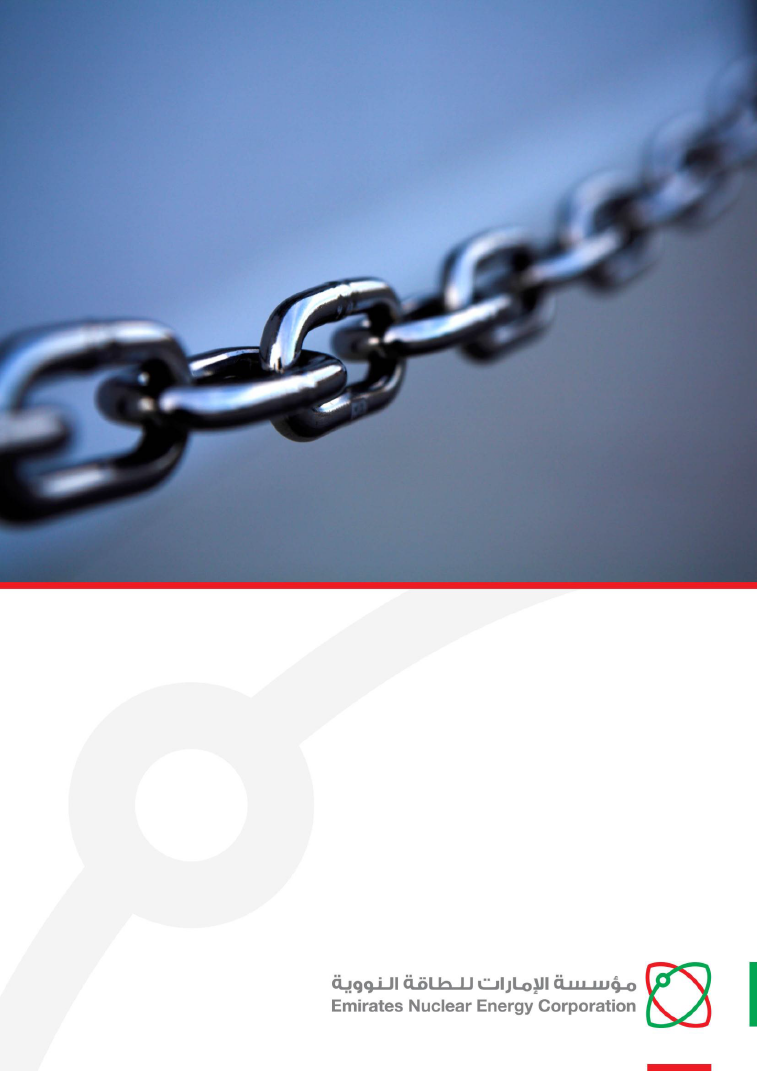 مؤسسة الإمارات للطاقة النووية
Emirates Nuclear Energy Corporation